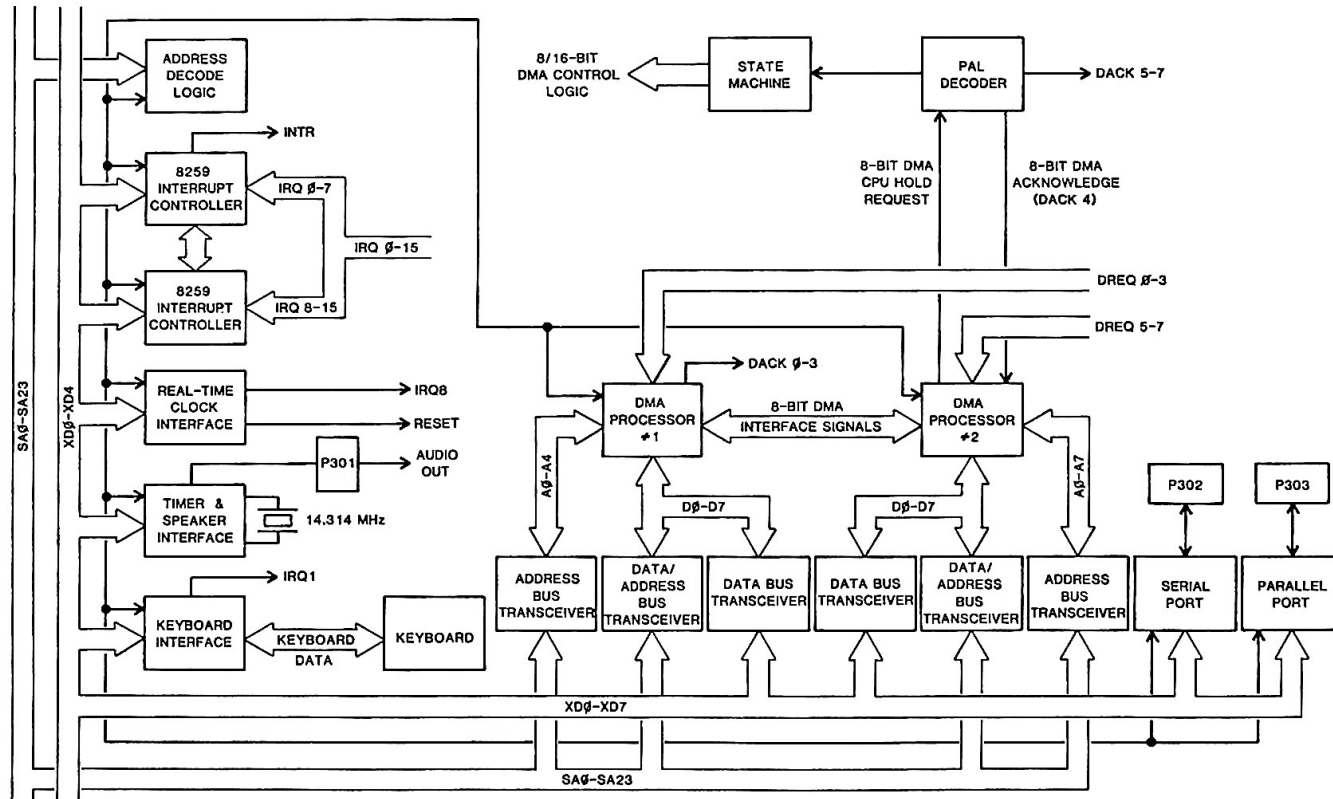 ADDRESS
DECODE
LOGIC
8/16-BIT
DMA CONTROL
LOGIC
STATE
MACHINE
PAL
DECODER
DACK 5-7
INTR
8259
INTERRUPT
CONTROLLER
IRQ Ø-7
8-BIT DMA
CPU HOLD
REQUEST
8-BIT DMA
ACKNOWLEDGE
(DACK 4)
IRQ Ø-15
8259
INTERRUPT
CONTROLLER
IRQ 8-15
DREQ Ø-3
DREQ 5-7
SAØ-SA23
XDØ-XD4
REAL-TIME
CLOCK
INTERFACE
IRQ8
RESET
DACK Ø-3
DMA
PROCESSOR
#1
8-BIT DMA
INTERFACE SIGNALS
DMA
PROCESSOR
#2
P301
AUDIO
OUT
AØ-A4
DØ-D7
DØ-D7
AØ-A7
P302
P303
TIMER &
SPEAKER
INTERFACE
14.314 MHz
IRQ1
KEYBOARD
INTERFACE
KEYBOARD
DATA
KEYBOARD
ADDRESS
BUS
TRANSCEIVER
DATA/
ADDRESS
BUS
TRANSCEIVER
DATA BUS
TRANSCEIVER
DATA BUS
TRANSCEIVER
DATA/
ADDRESS
BUS
TRANSCEIVER
ADDRESS
BUS
TRANSCEIVER
SERIAL
PORT
PARALLEL
PORT
XDØ-XD7
SAØ-SA23